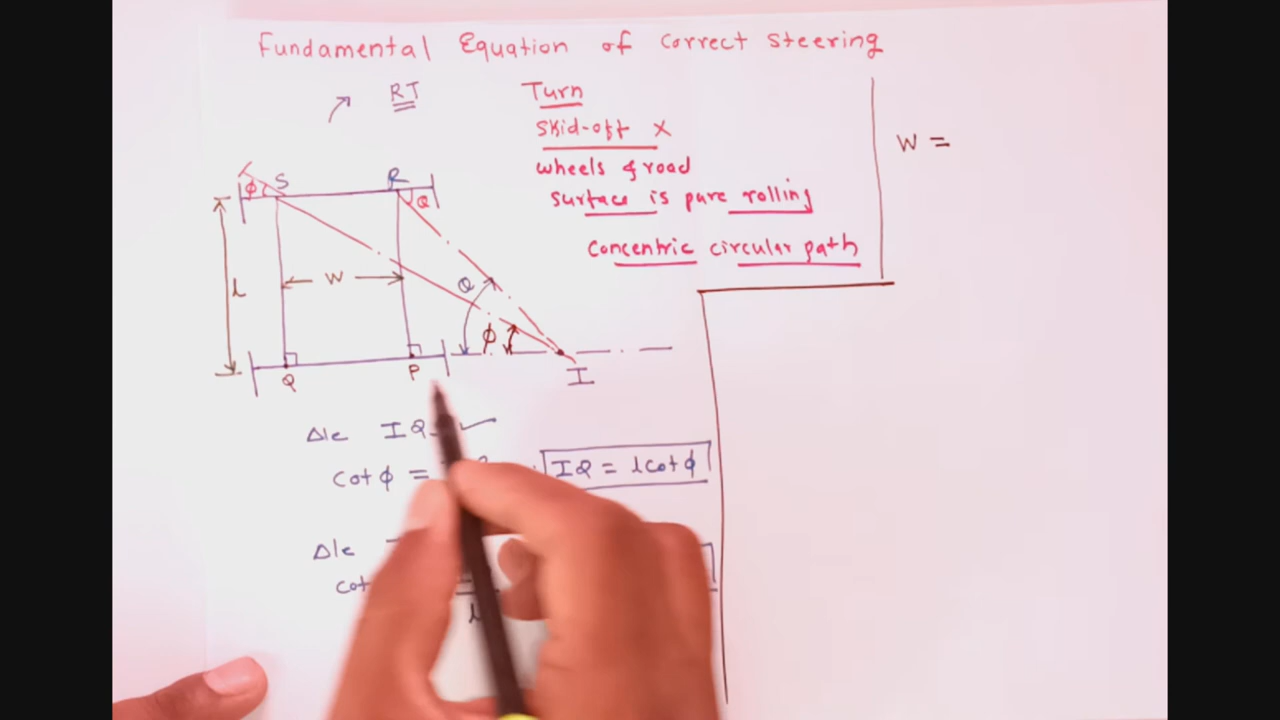 Fundamental Equation of correct steering
RT
Turn
skid-off X
wheels & road
surface is pure rolling
concentric circular path
W =
ϕ S R θ
l W
θ ϕ
Q P I
Δle IQ ✓
cot ϕ = IQ = l cot ϕ
Δle
cot l